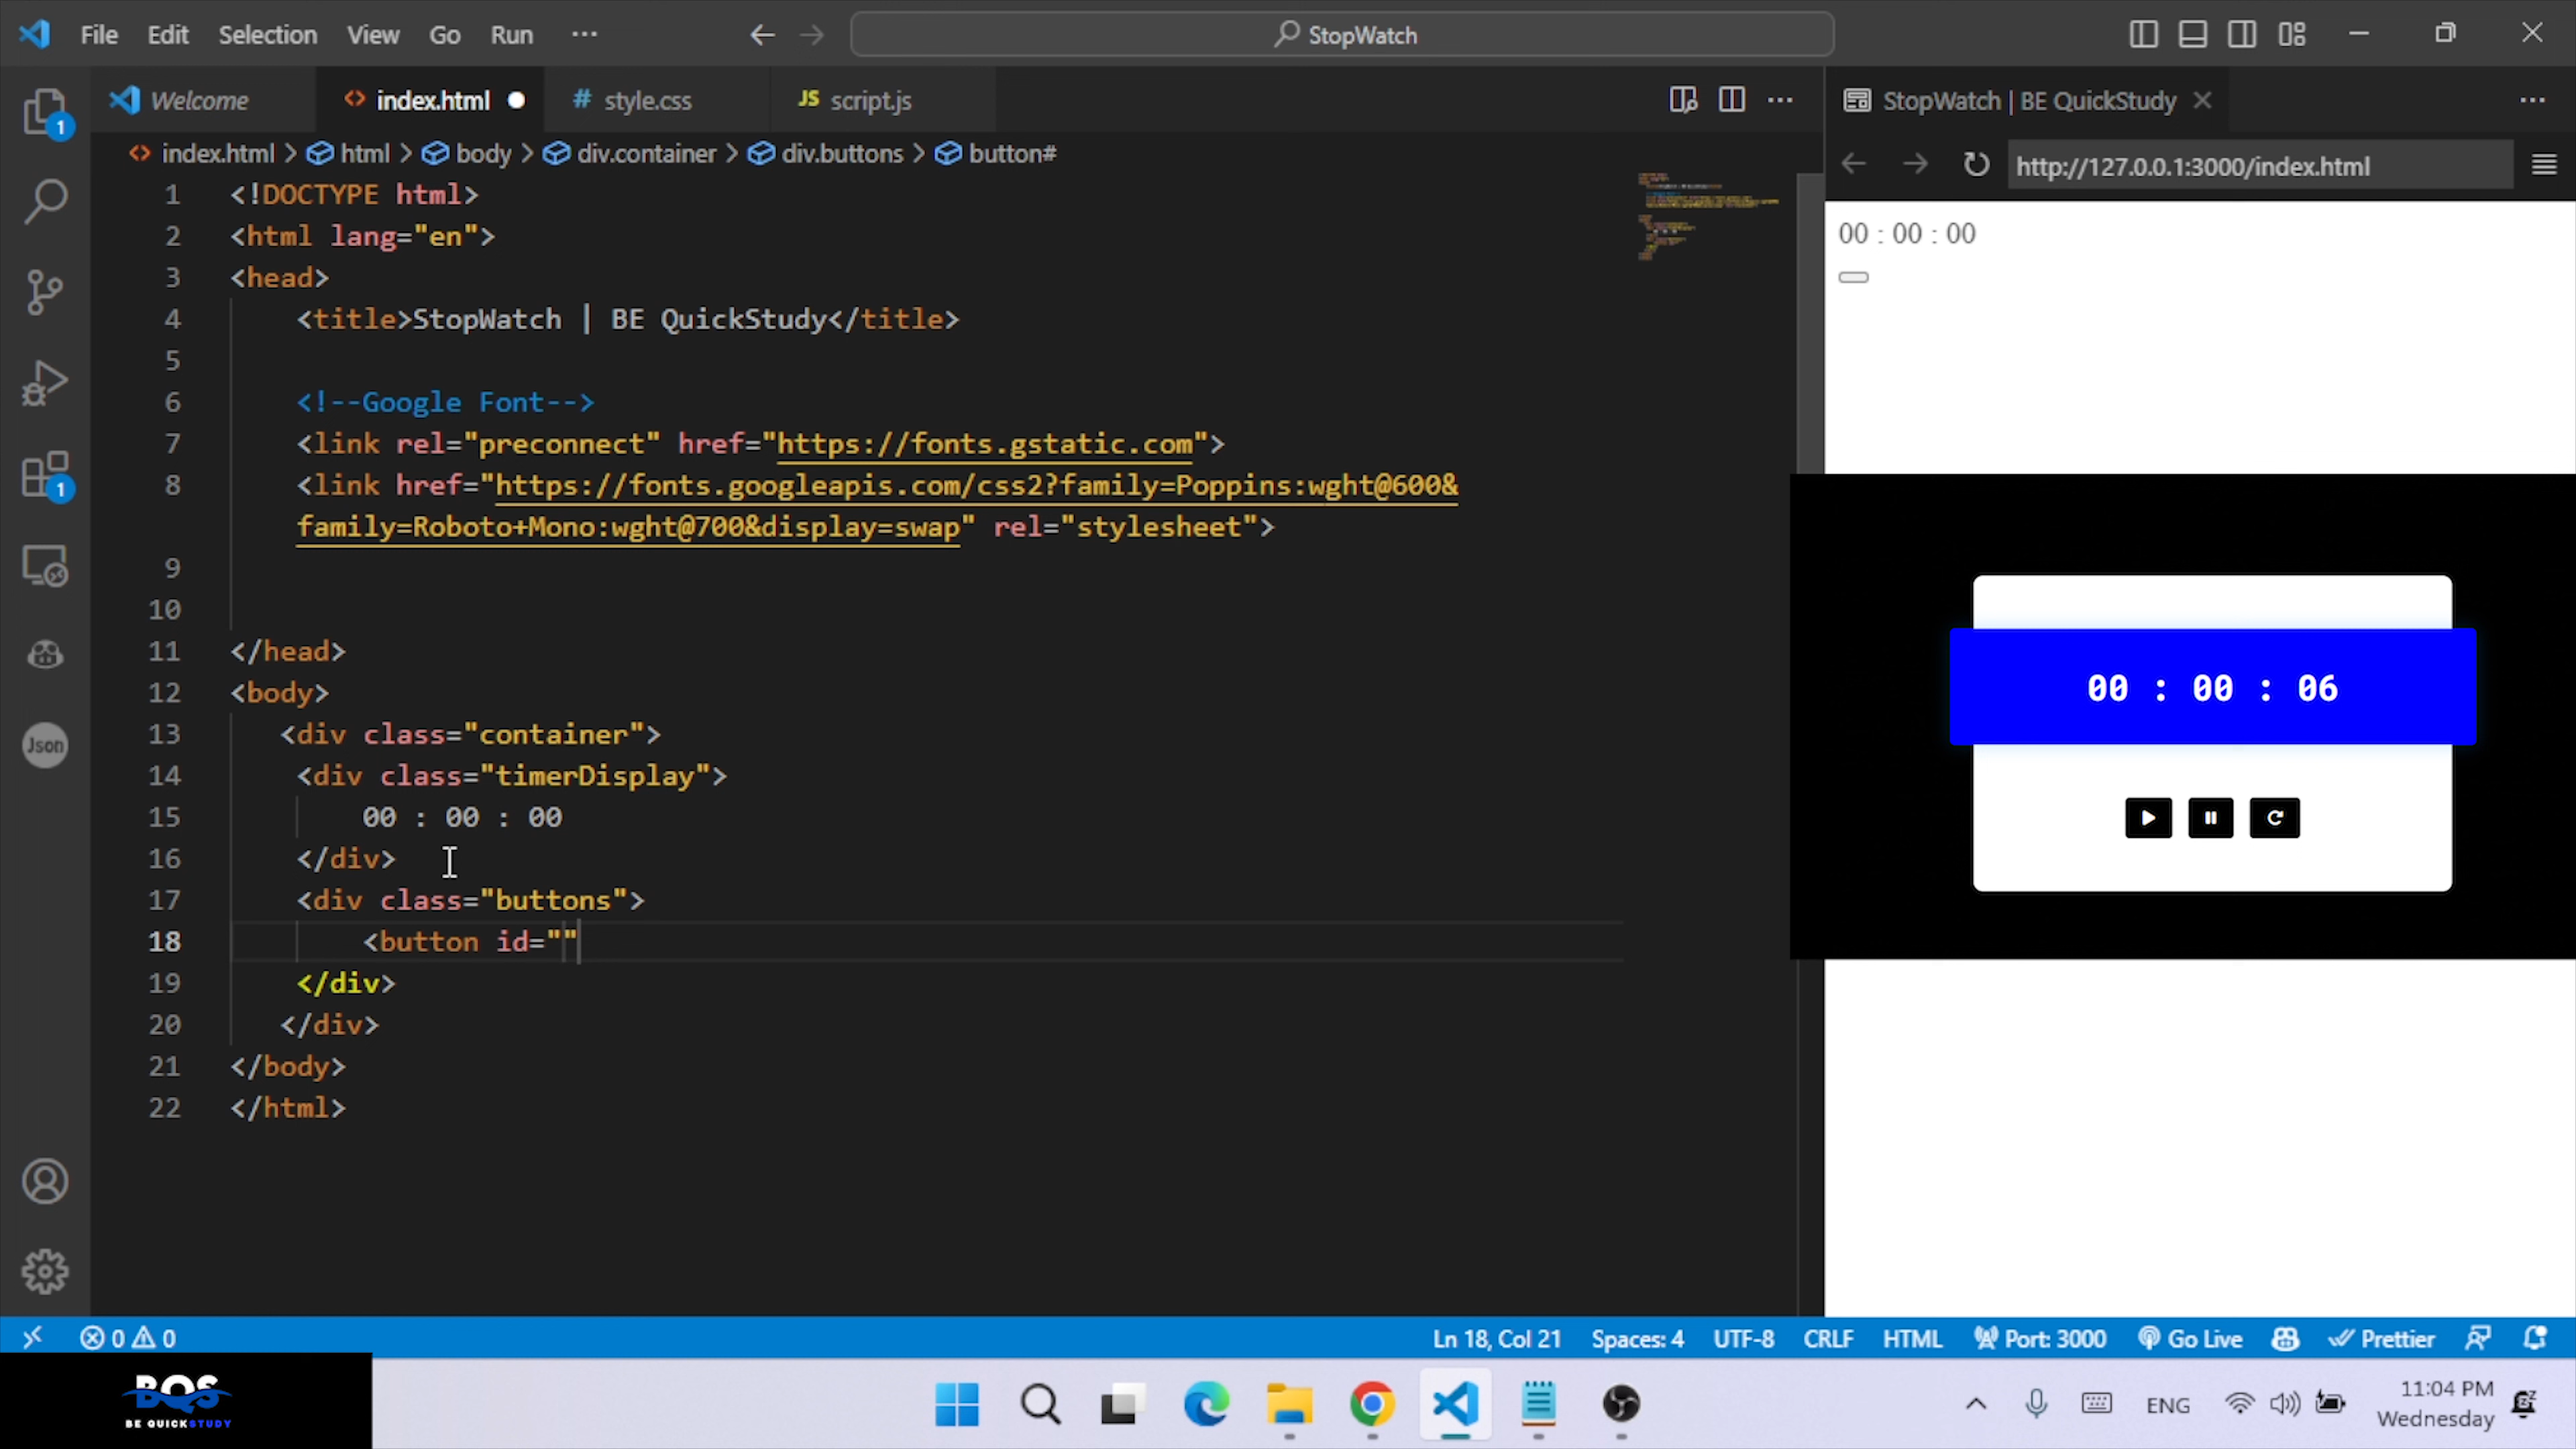 File Edit Selection View Go Run ··· StopWatch
Welcome index.html # style.css JS script.js StopWatch | BE QuickStudy
index.html > html > body > div.container > div.buttons > button#
http://127.0.0.1:3000/index.html
1 <!DOCTYPE html>
2 <html lang="en">
3 <head>
4 <title>StopWatch | BE QuickStudy</title>
5
6 <!--Google Font-->
7 <link rel="preconnect" href="https://fonts.gstatic.com">
8 <link href="https://fonts.googleapis.com/css2?family=Poppins:wght@600&
family=Roboto+Mono:wght@700&display=swap" rel="stylesheet">
9
10
11 </head>
12 <body>
13 <div class="container">
14 <div class="timerDisplay">
15 00 : 00 : 00
16 </div>
17 <div class="buttons">
18 <button id=""
19 </div>
20 </div>
21 </body>
22 </html>
00 : 00 : 00
00 : 00 : 06
1
1
Json
0 0 Ln 18, Col 21 Spaces: 4 UTF-8 CRLF HTML Port: 3000 Go Live Prettier
BQS
BE QUICKSTUDY
ENG
11:04 PM
Wednesday